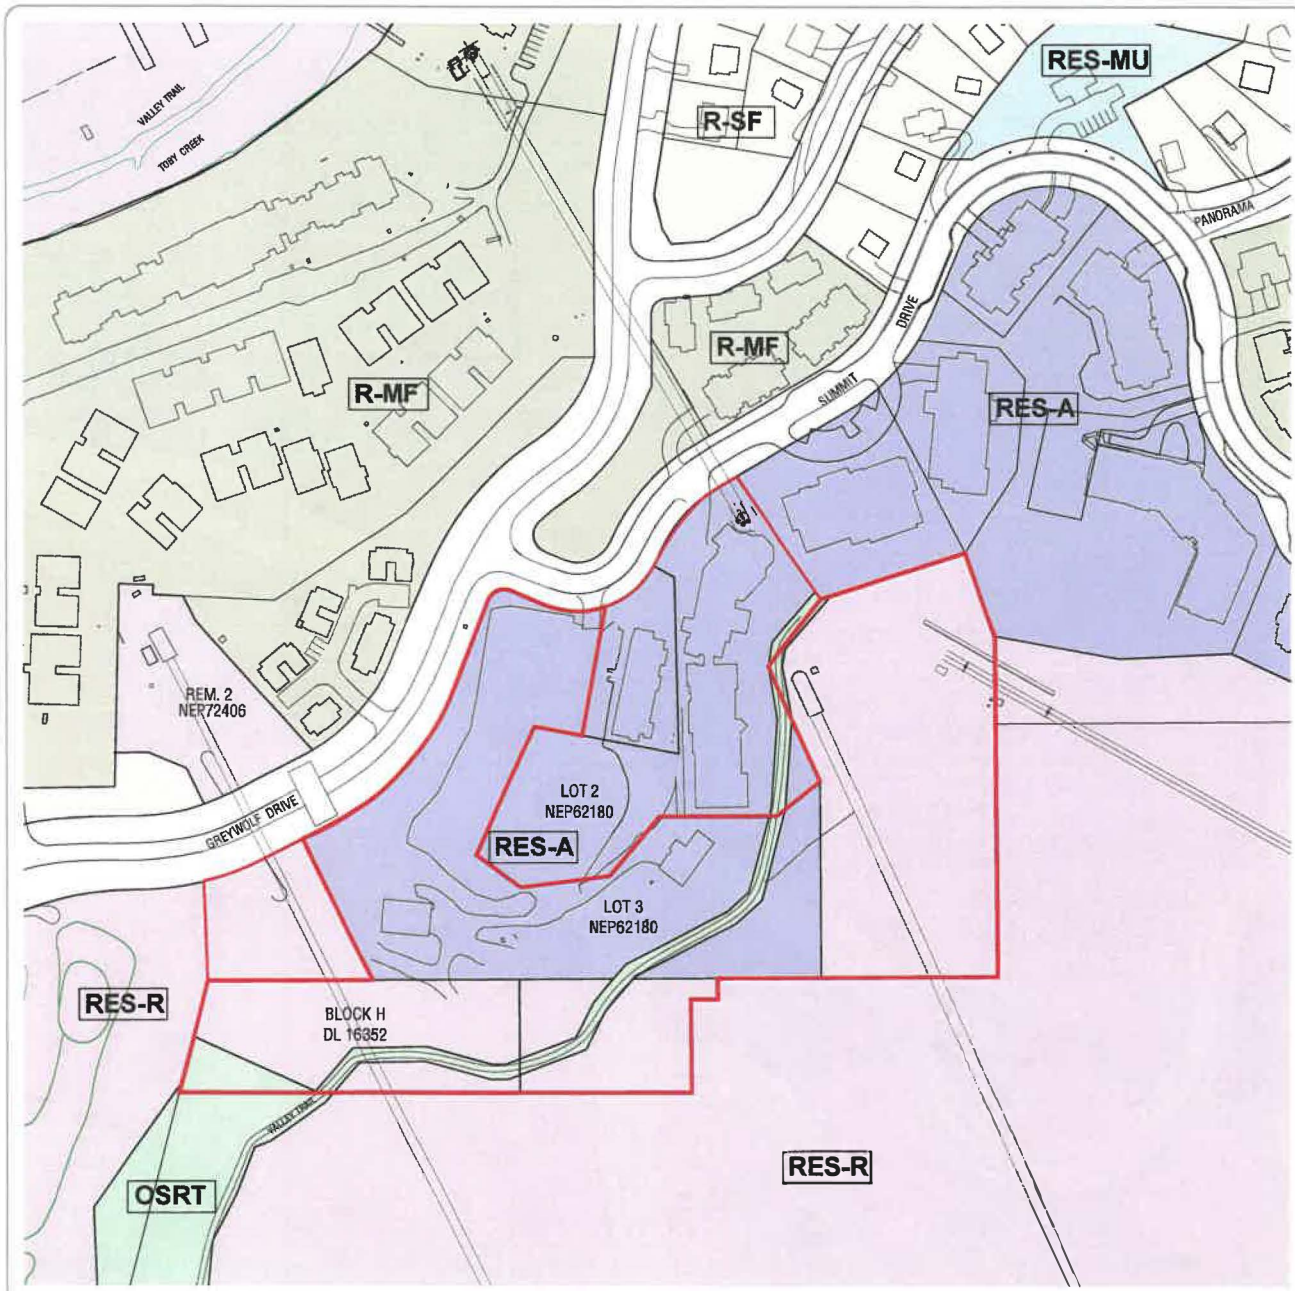 RES-MU
VALLEY TRAIL
R-SF
TOBY CREEK
PANORAMA
DRIVE
R-MF
SUMMIT
R-MF
RES-A
REM. 2
NEP72406
LOT 2
NEP62180
GREYWOLF DRIVE
RES-A
LOT 3
NEP62180
RES-R
BLOCK H
DL 16352
VALLEY TRAIL
RES-R
OSRT